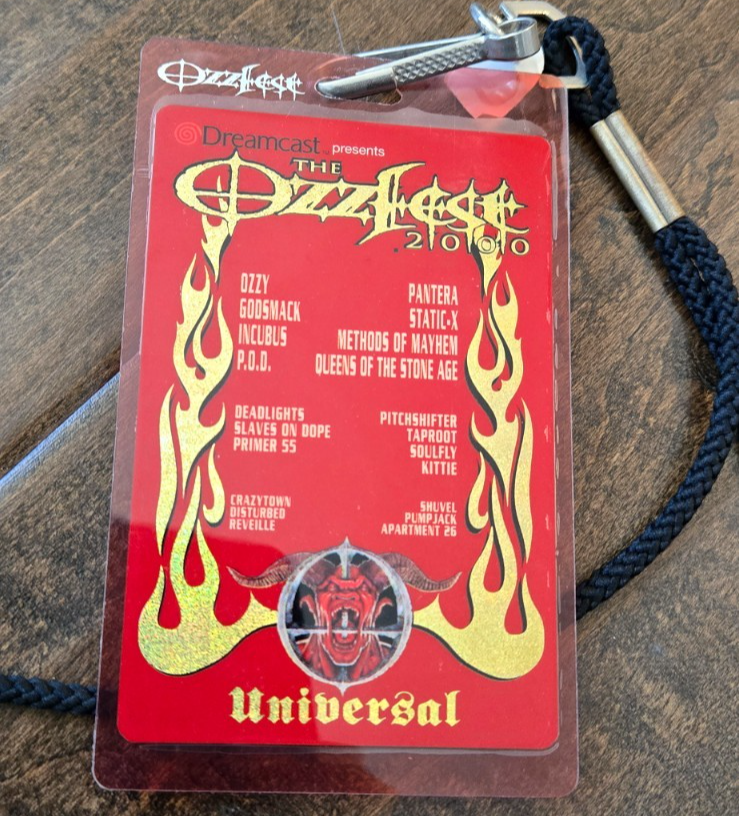 OzzFest
Dreamcast presents
THE
OzzFest
.2000
OZZY
GODSMACK
INCUBUS
P.O.D.
PANTERA
STATIC-X
METHODS OF MAYHEM
QUEENS OF THE STONE AGE
DEADLIGHTS
SLAVES ON DOPE
PRIMER 55
PITCHSHIFTER
TAPROOT
SOULFLY
KITTIE
CRAZYTOWN
DISTURBED
REVEILLE
SHUVEL
PUMPJACK
APARTMENT 26
Universal